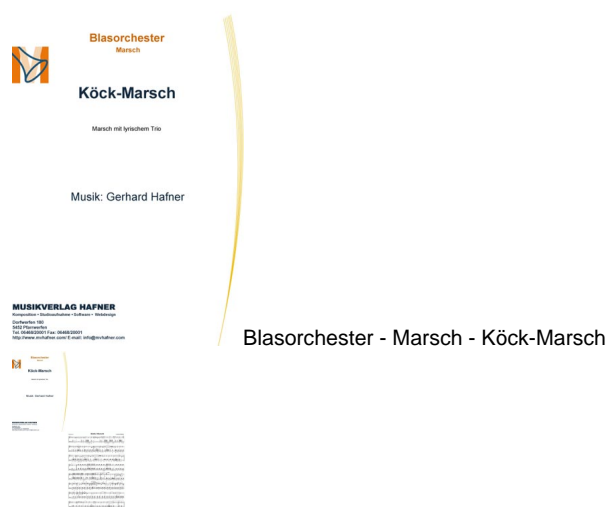 Blasorchester
Marsch
Köck-Marsch
Marsch mit lyrischem Trio
Musik: Gerhard Hafner
MUSIKVERLAG HAFNER
Komposition • Studioaufnahme • Software • Webdesign
Dorfwerfen 190
5452 Pfarrwerfen
Tel. 06468/20001 Fax: 06468/20001
http://www.mvhafner.com/ E-mail: info@mvhafner.com
Blasorchester - Marsch - Köck-Marsch
Blasorchester
Köck-Marsch